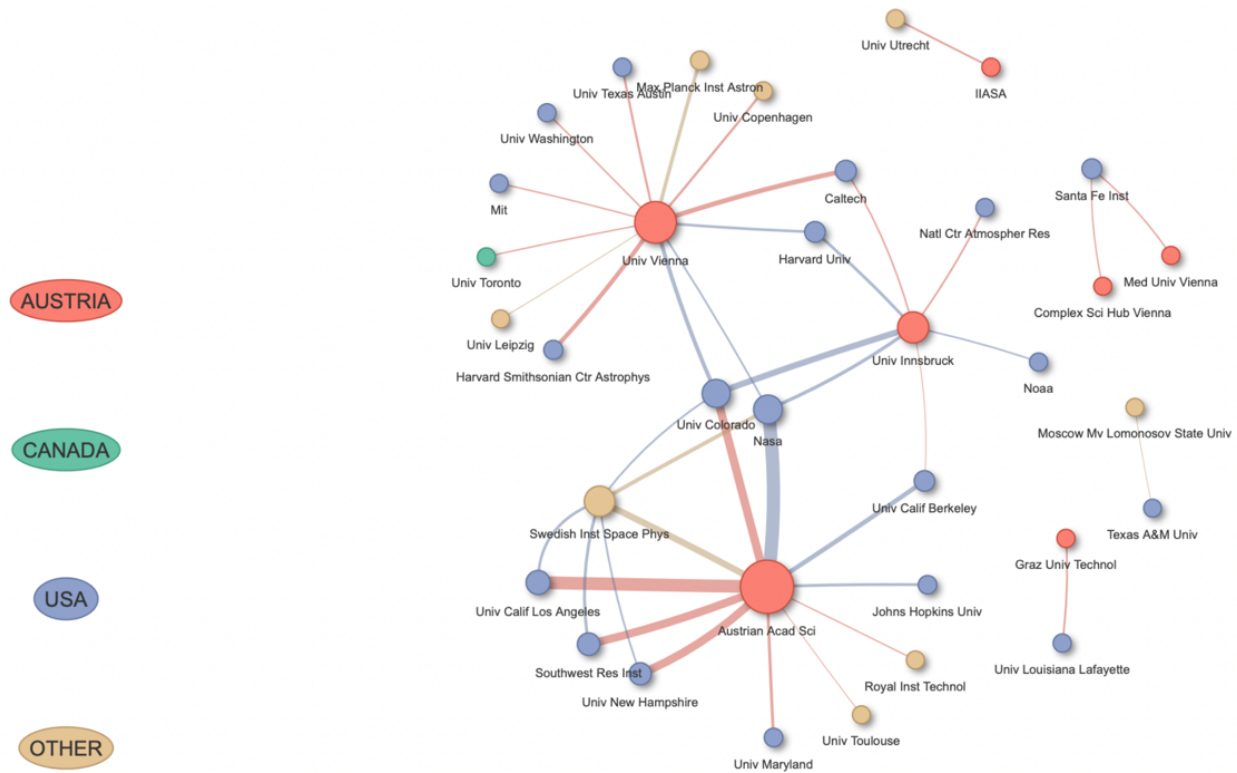 Univ Utrecht
IIASA
Max Planck Inst Astron
Univ Texas Austin
Univ Copenhagen
Univ Washington
Mit
Caltech
Santa Fe Inst
Natl Ctr Atmospher Res
Univ Vienna
Harvard Univ
Univ Toronto
Med Univ Vienna
AUSTRIA
Complex Sci Hub Vienna
Univ Leipzig
Univ Innsbruck
Harvard Smithsonian Ctr Astrophys
Noaa
Univ Colorado
Nasa
Moscow Mv Lomonosov State Univ
CANADA
Univ Calif Berkeley
Swedish Inst Space Phys
Texas A&M Univ
Graz Univ Technol
USA
Univ Calif Los Angeles
Johns Hopkins Univ
Austrian Acad Sci
Southwest Res Inst
Univ Louisiana Lafayette
Royal Inst Technol
Univ New Hampshire
Univ Toulouse
OTHER
Univ Maryland